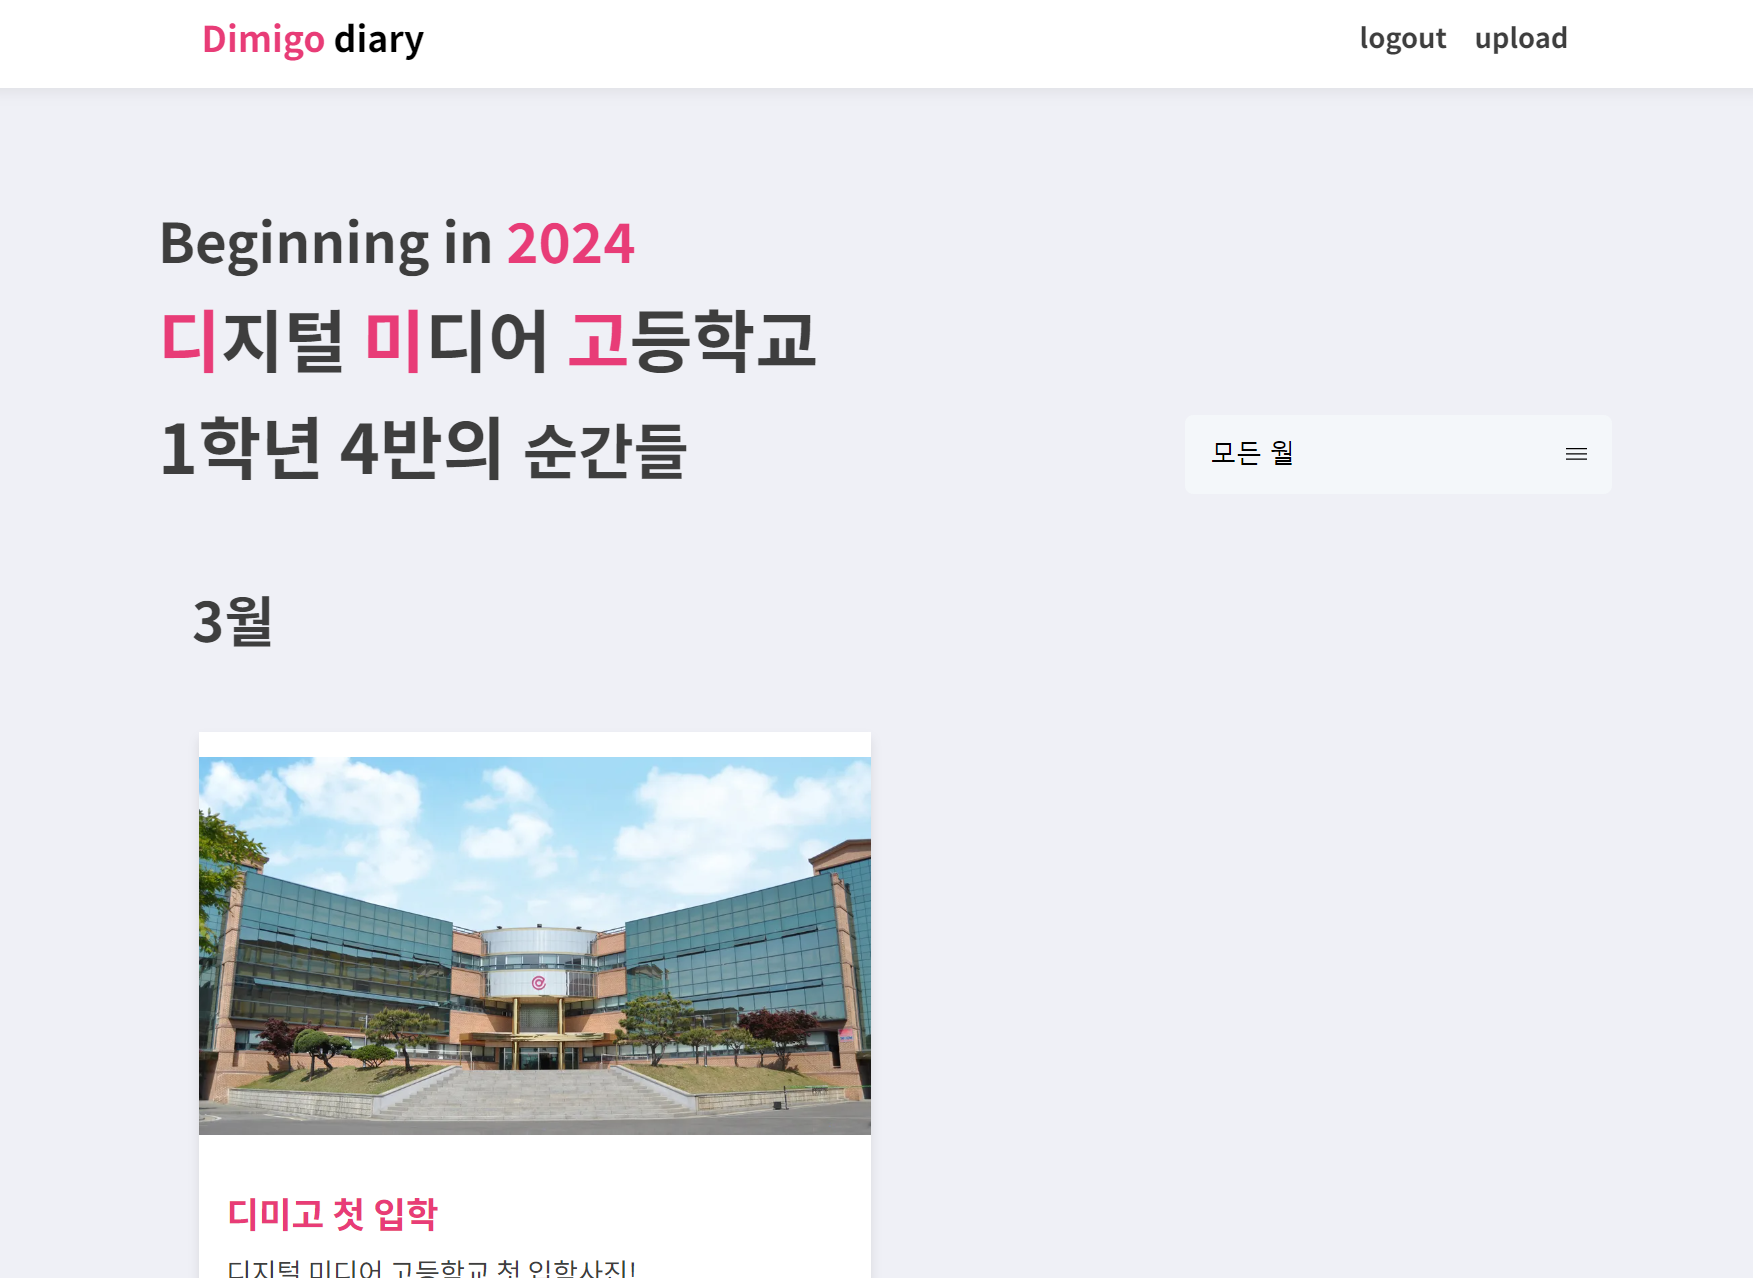 Dimigo diary
logout upload
Beginning in 2024
디지털 미디어 고등학교
1학년 4반의 순간들
모든 월
3월
디미고 첫 입학
디지털 미디어 고등학교 첫 입학사진!